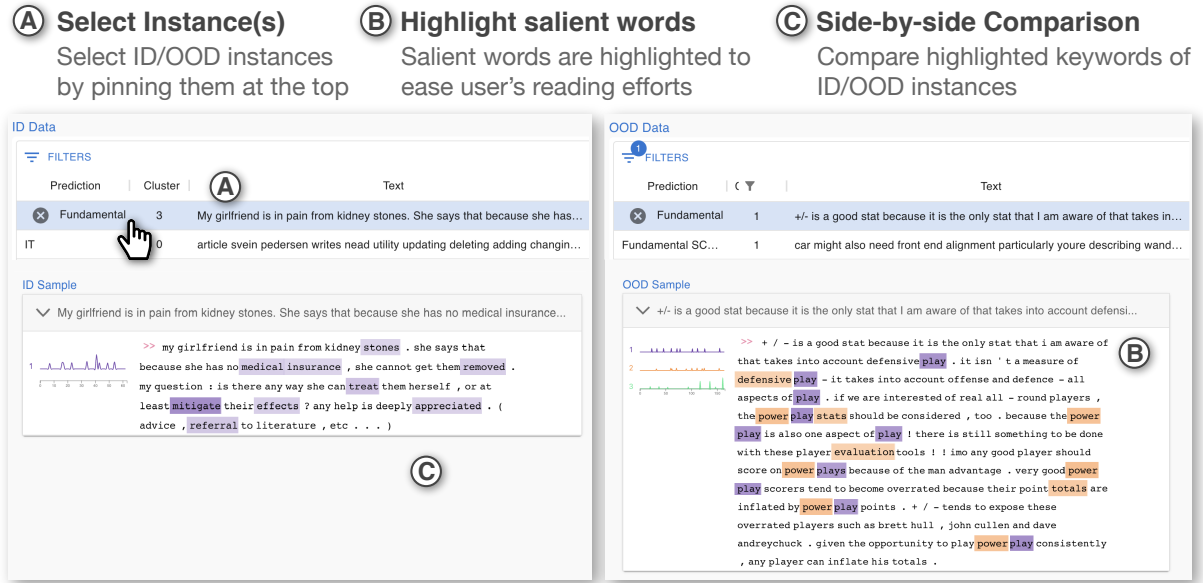 A Select Instance(s)
Select ID/OOD instances
by pinning them at the top
B Highlight salient words
Salient words are highlighted to
ease user's reading efforts
C Side-by-side Comparison
Compare highlighted keywords of
ID/OOD instances
ID Data
FILTERS
Prediction Cluster A Text
Fundamental 3 My girlfriend is in pain from kidney stones. She says that because she has...
IT 0 article svein pedersen writes nead utility updating deleting adding changin...
ID Sample
My girlfriend is in pain from kidney stones. She says that because she has no medical insurance...
1
0 10 20 30 40 50 60
>> my girlfriend is in pain from kidney stones . she says that
because she has no medical insurance , she cannot get them removed .
my question : is there any way she can treat them herself , or at
least mitigate their effects ? any help is deeply appreciated . (
advice , referral to literature , etc . . . )
C
OOD Data
1
FILTERS
Prediction ( Text
Fundamental 1 +/- is a good stat because it is the only stat that I am aware of that takes in...
Fundamental SC... 1 car might also need front end alignment particularly youre describing wand...
OOD Sample
+/- is a good stat because it is the only stat that I am aware of that takes into account defensi...
1
2
3
0 50 100 150
B
>> + / - is a good stat because it is the only stat that i am aware of
that takes into account defensive play . it isn ' t a measure of
defensive play - it takes into account offense and defence - all
aspects of play . if we are interested of real all - round players ,
the power play stats should be considered , too . because the power
play is also one aspect of play ! there is still something to be done
with these player evaluation tools ! ! imo any good player should
score on power plays because of the man advantage . very good power
play scorers tend to become overrated because their point totals are
inflated by power play points . + / - tends to expose these
overrated players such as brett hull , john cullen and dave
andreychuck . given the opportunity to play power play consistently
, any player can inflate his totals .